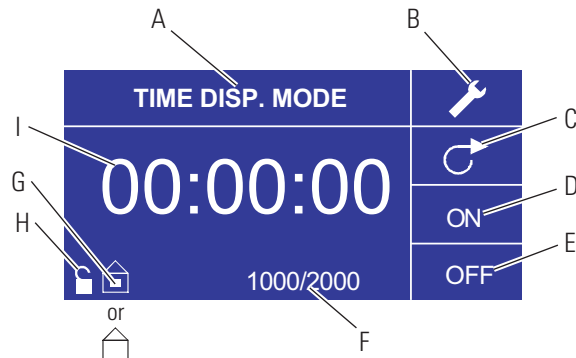 A
B
TIME DISP. MODE
I
C
00:00:00
G
D
ON
H
E
OFF
1000/2000
or
F